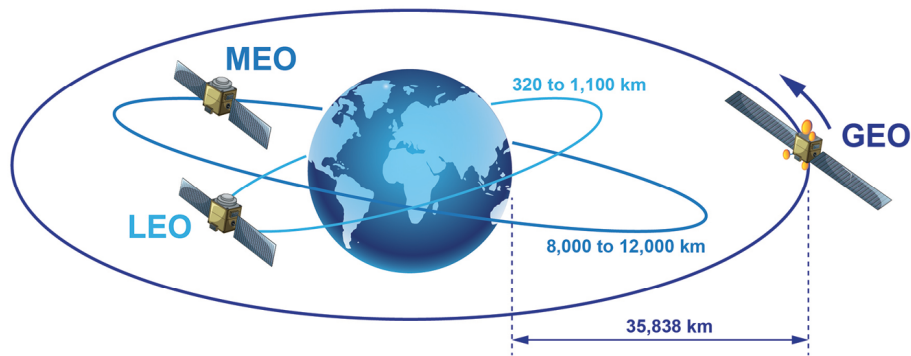 MEO
320 to 1,100 km
GEO
LEO
8,000 to 12,000 km
35,838 km